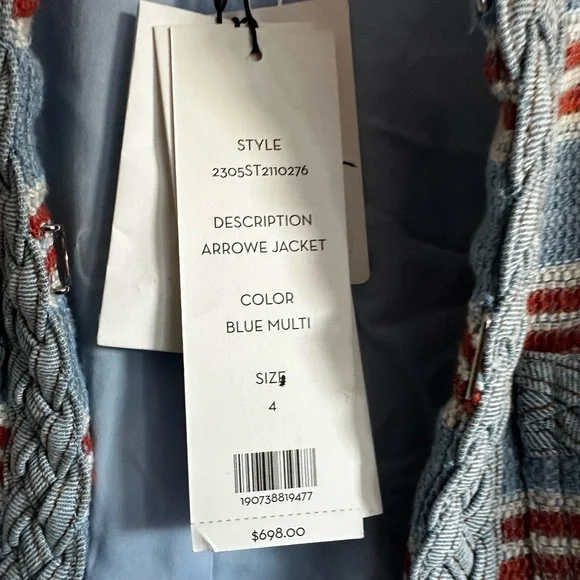 STYLE
2305ST2110276
DESCRIPTION
ARROWE JACKET
COLOR
BLUE MULTI
SIZE
4
190738819477
$698.00